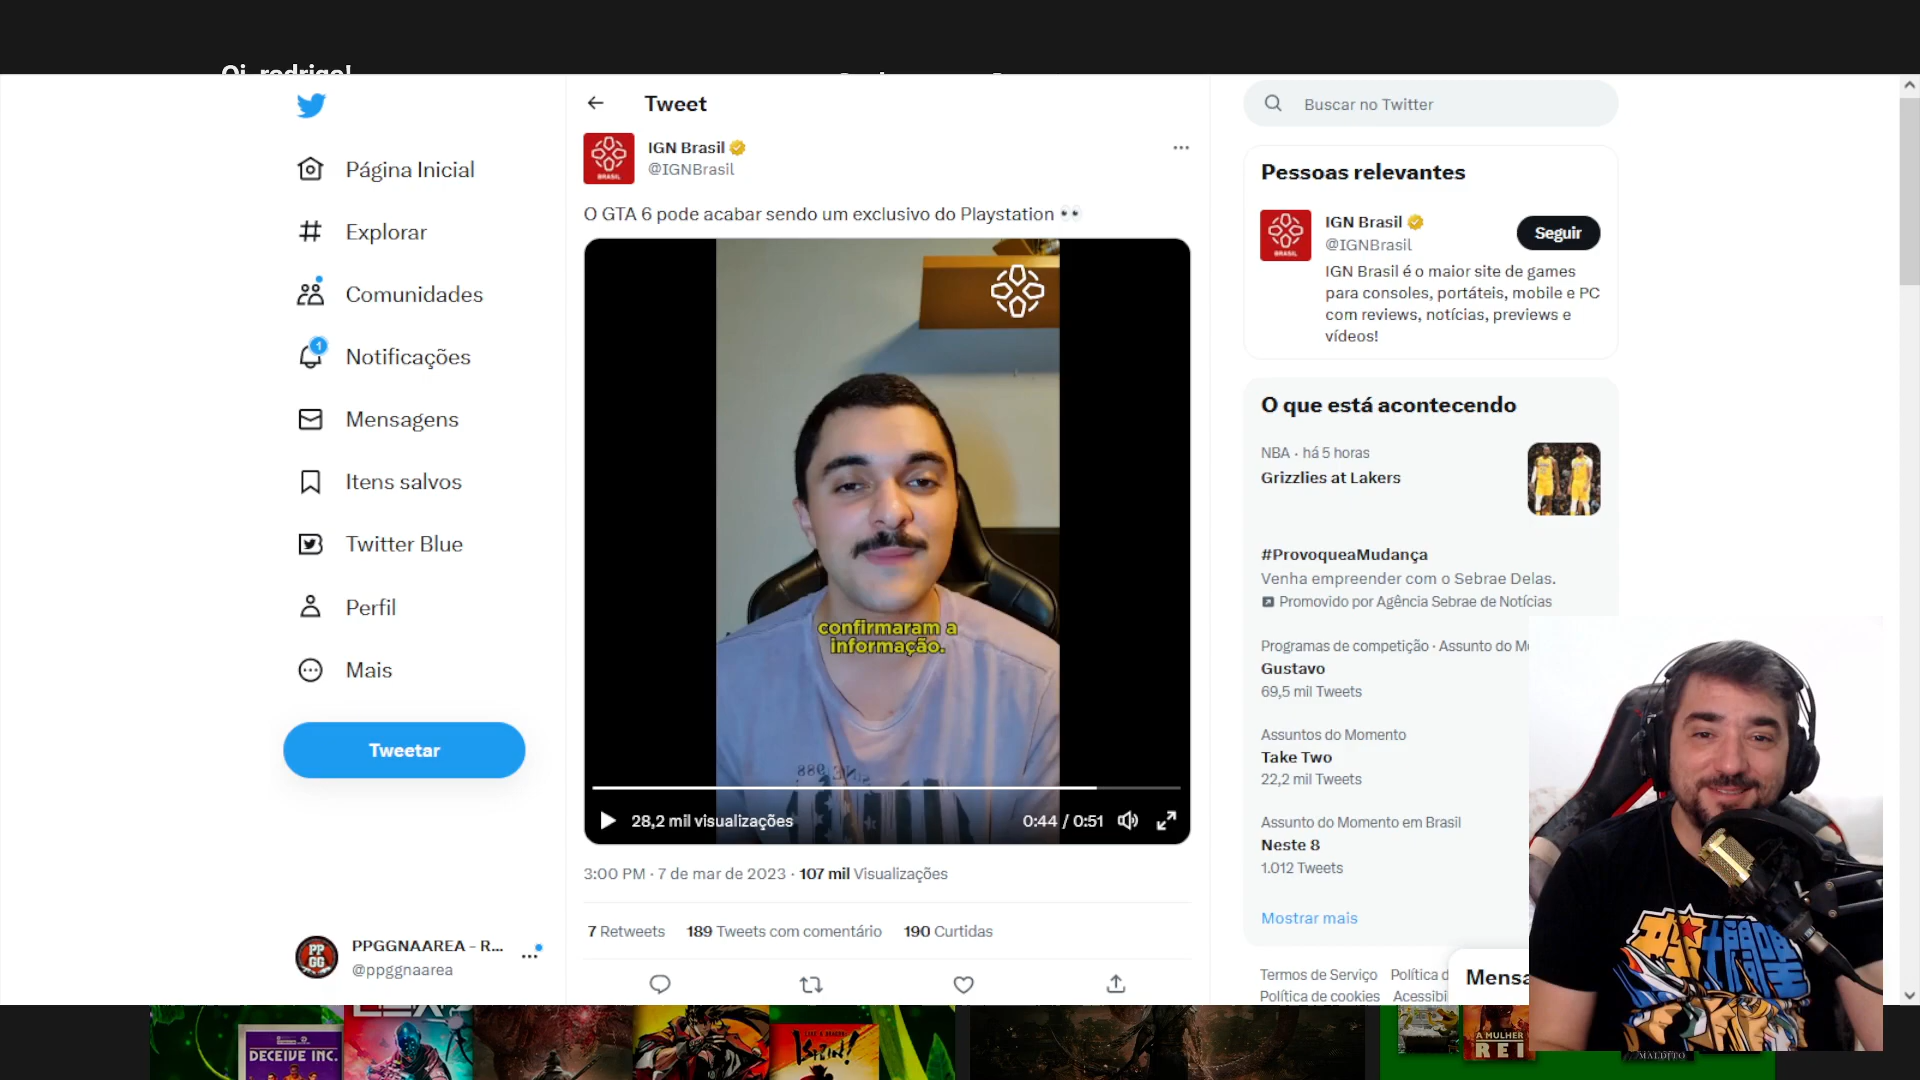 Oi, rodrigo!
Tweet
Buscar no Twitter
Página Inicial
Explorar
Comunidades
1
Notificações
Mensagens
Itens salvos
Twitter Blue
Perfil
Mais
Tweetar
PPGGNAAREA - R...
@ppggnaarea
PP
GG
BRASIL
IGN Brasil
@IGNBrasil
O GTA 6 pode acabar sendo um exclusivo do Playstation
confirmaram a
informação.
28,2 mil visualizações
0:44 / 0:51
3:00 PM · 7 de mar de 2023 · 107 mil Visualizações
7 Retweets 189 Tweets com comentário 190 Curtidas
Pessoas relevantes
BRASIL
IGN Brasil
@IGNBrasil
Seguir
IGN Brasil é o maior site de games
para consoles, portáteis, mobile e PC
com reviews, notícias, previews e
vídeos!
O que está acontecendo
NBA · há 5 horas
Grizzlies at Lakers
#ProvoqueaMudança
Venha empreender com o Sebrae Delas.
Promovido por Agência Sebrae de Notícias
Programas de competição · Assunto do M
Gustavo
69,5 mil Tweets
Assuntos do Momento
Take Two
22,2 mil Tweets
Assunto do Momento em Brasil
Neste 8
1.012 Tweets
Mostrar mais
Termos de Serviço Política d
Política de cookies Acessibi
Mensa
DECEIVE INC.
ISHIN!
A MULHER
REI
MALDITO